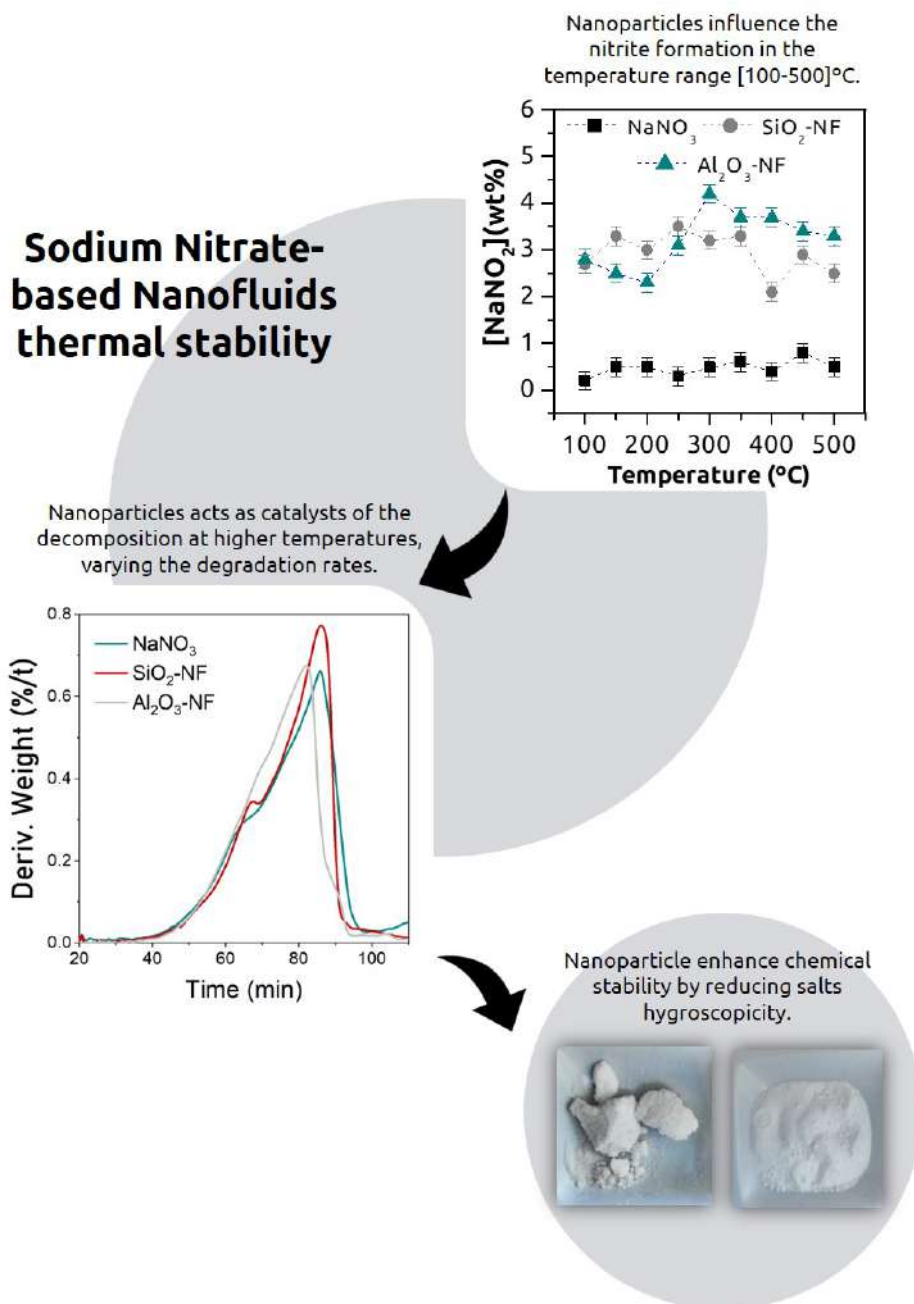 Nanoparticles influence the
nitrite formation in the
temperature range [100-500]ºC.
6
NaNO₃
SiO₂-NF
Al₂O₃-NF
5
4
3
2
1
0
[NaNO₂](wt%)
100
200
300
400
500
Temperature (ºC)
Sodium Nitrate-
based Nanofluids
thermal stability
Nanoparticles acts as catalysts of the
decomposition at higher temperatures,
varying the degradation rates.
0.8
NaNO₃
SiO₂-NF
Al₂O₃-NF
0.6
0.4
0.2
0.0
Deriv. Weight (%/t)
20
40
60
80
100
Time (min)
Nanoparticle enhance chemical
stability by reducing salts
hygroscopicity.